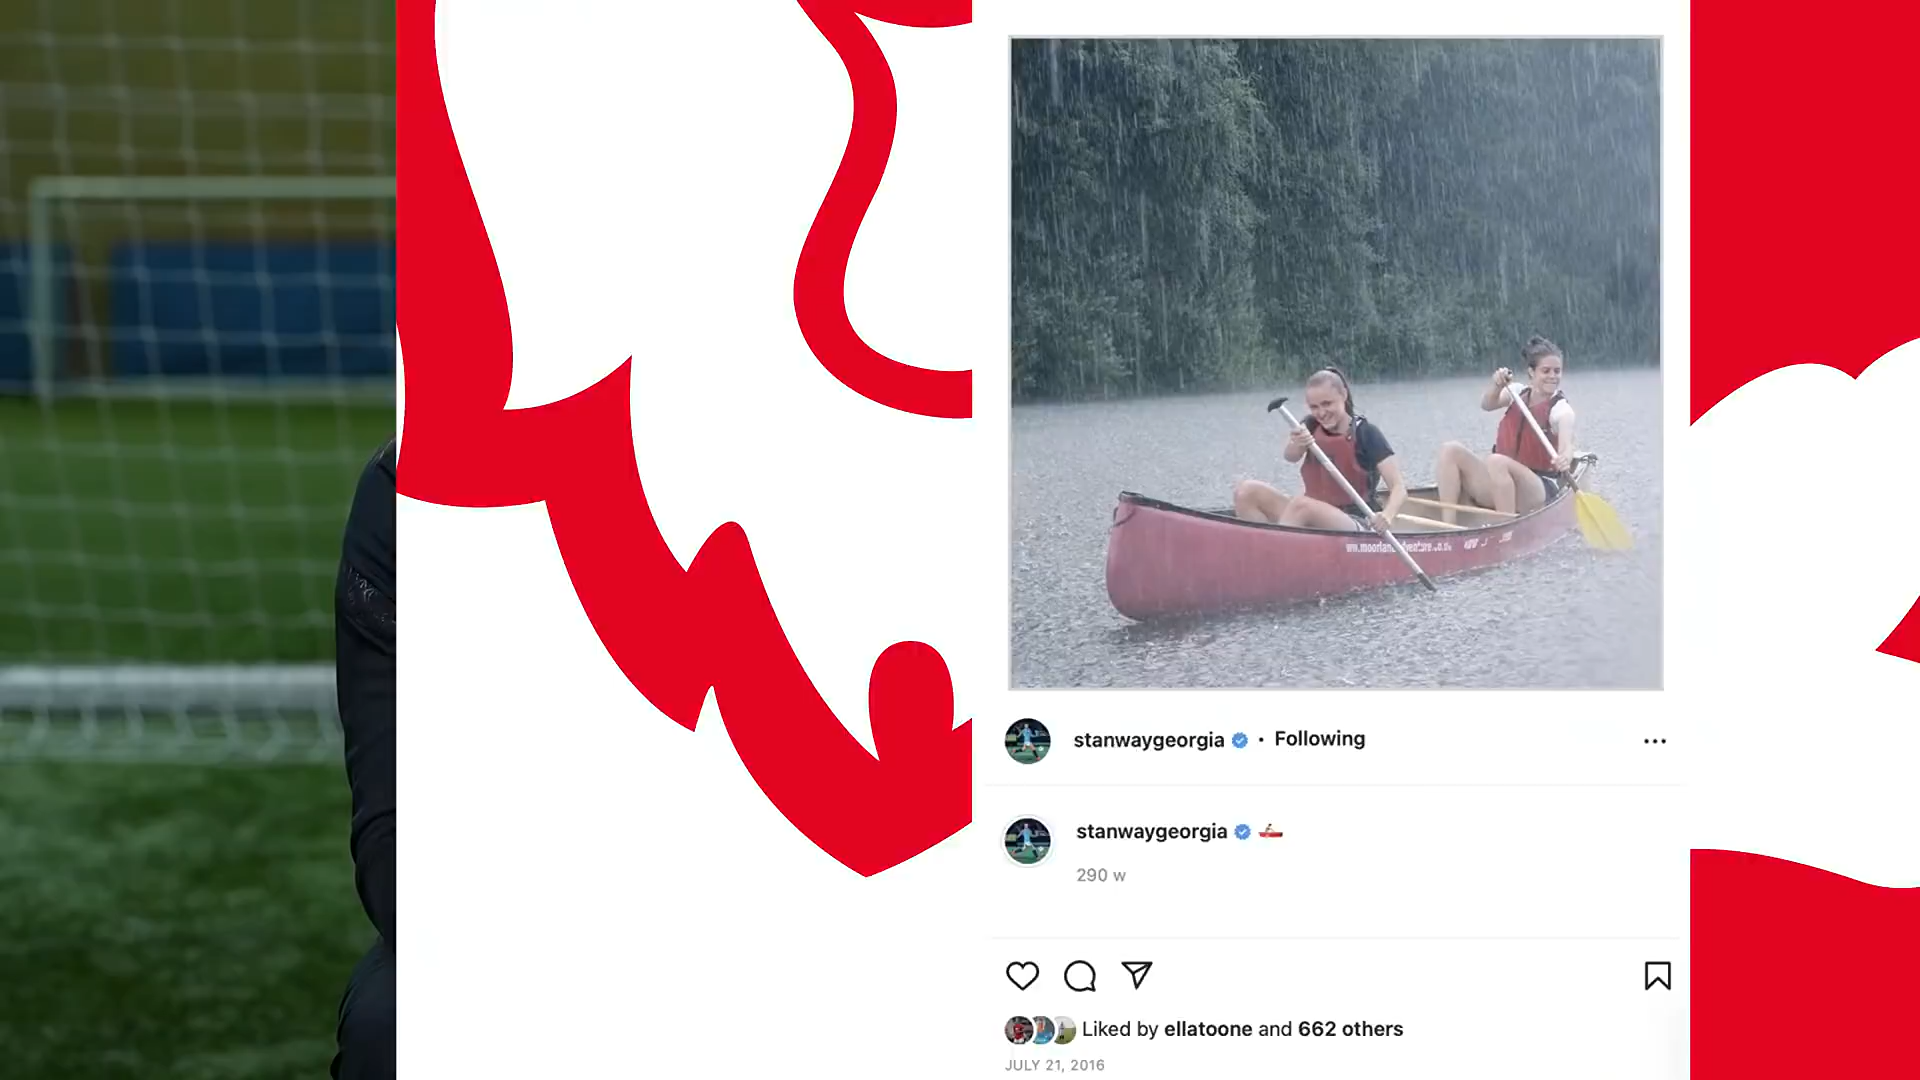 stanwaygeorgia • Following
stanwaygeorgia
290 w
Liked by ellatoone and 662 others
JULY 21, 2016